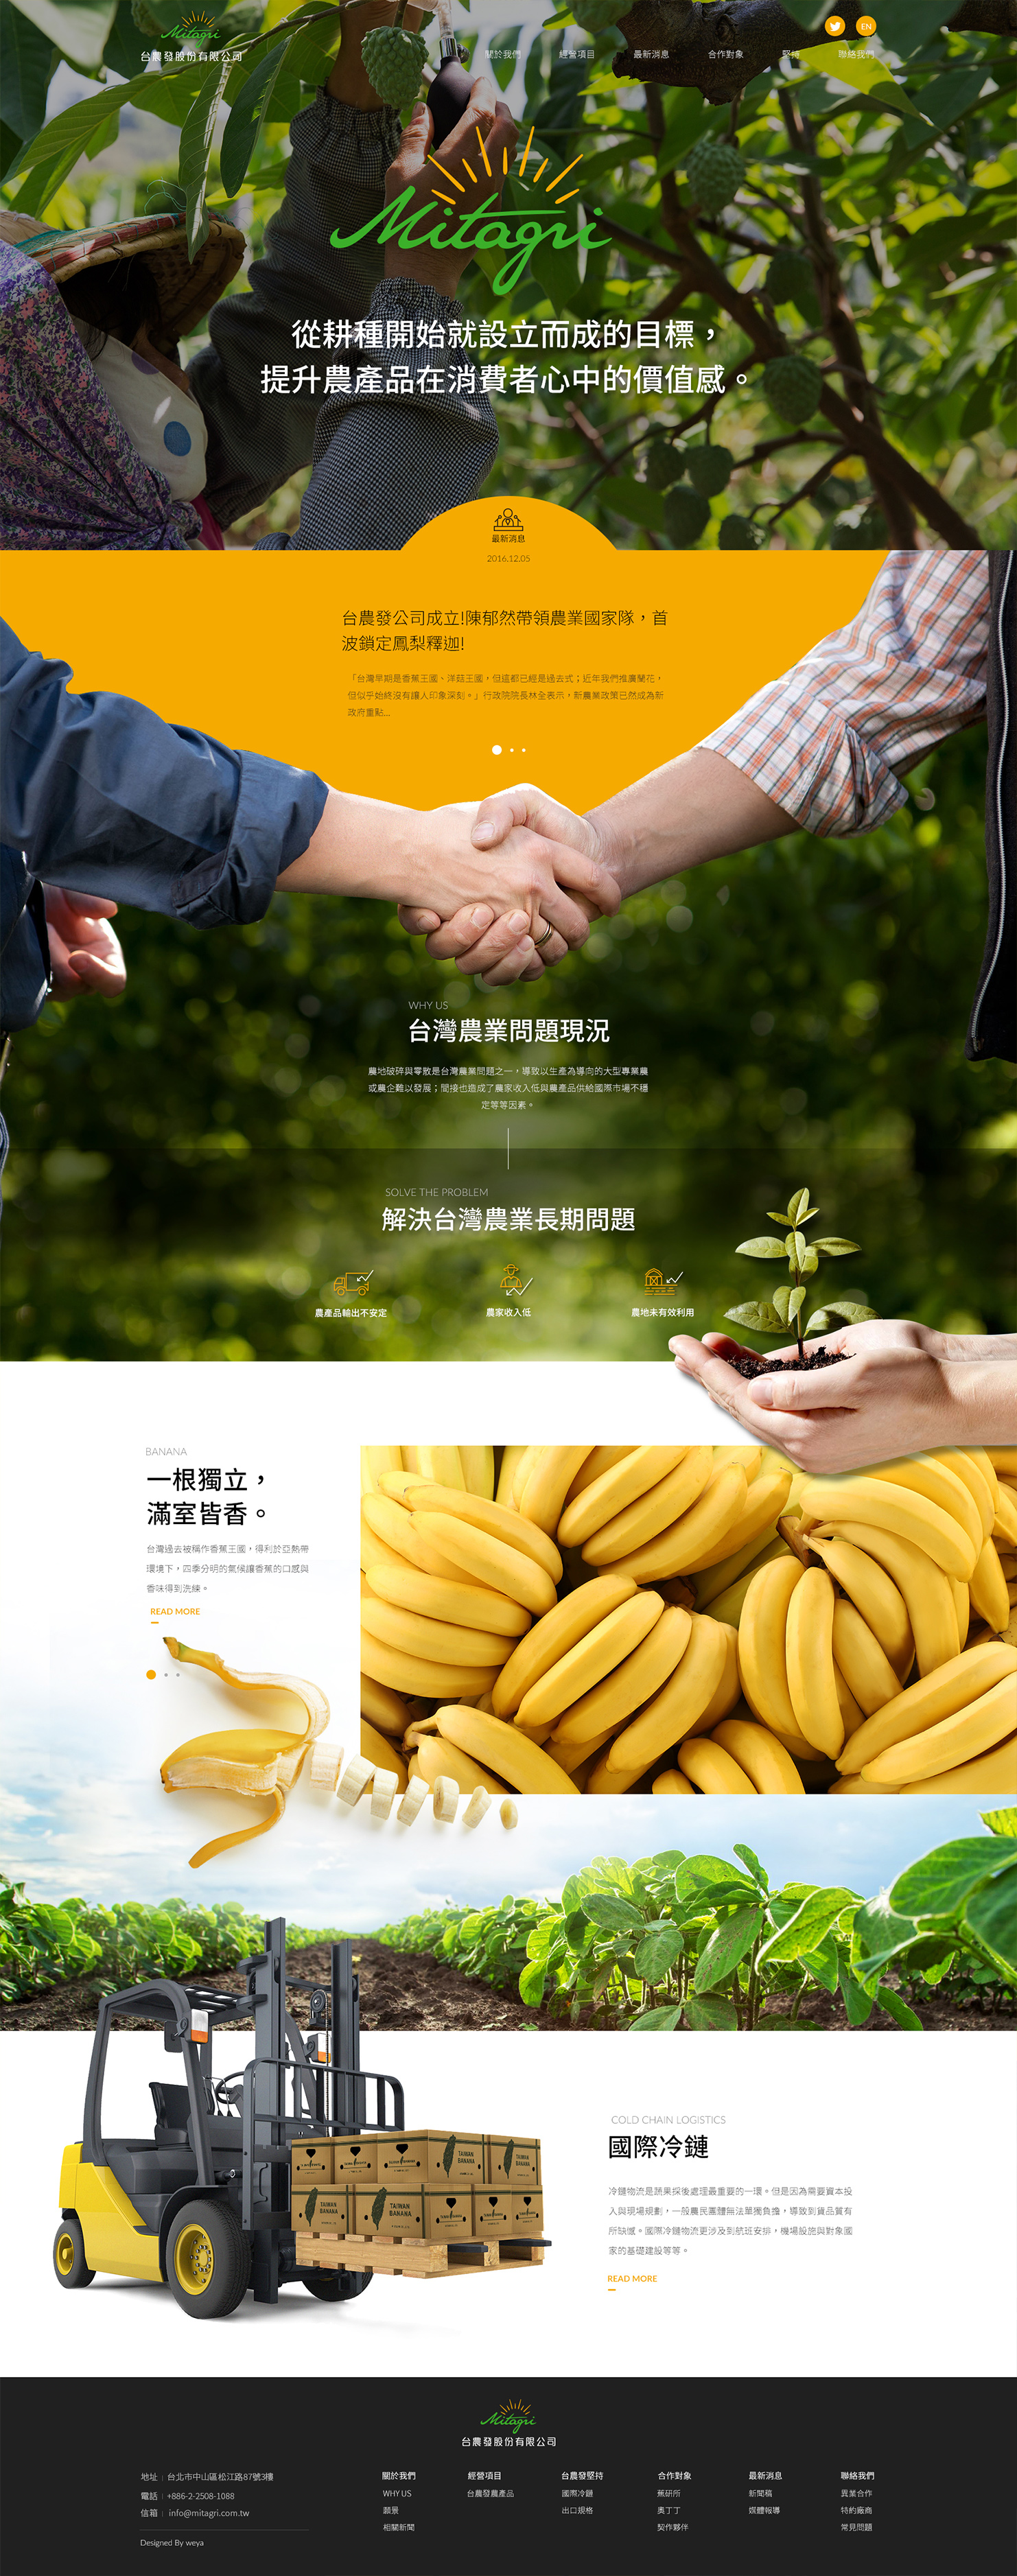 Mitagri
台農發股份有限公司
EN
關於我們 經營項目 最新消息 合作對象 堅持 聯絡我們
Mitagri
從耕種開始就設立而成的目標，
提升農產品在消費者心中的價值感。
最新消息
2016.12.05
台農發公司成立!陳郁然帶領農業國家隊，首
波鎖定鳳梨釋迦!
「台灣早期是香蕉王國、洋菇王國，但這都已經是過去式；近年我們推廣蘭花，
但似乎始終沒有讓人印象深刻。」行政院院長林全表示，新農業政策已然成為新
政府重點...
WHY US
台灣農業問題現況
農地破碎與零散是台灣農業問題之一，導致以生產為導向的大型專業農
或農企難以發展；間接也造成了農家收入低與農產品供給國際市場不穩
定等等因素。
SOLVE THE PROBLEM
解決台灣農業長期問題
農產品輸出不安定
農家收入低
農地未有效利用
BANANA
一根獨立，
滿室皆香。
台灣過去被稱作香蕉王國，得利於亞熱帶
環境下，四季分明的氣候讓香蕉的口感與
香味得到洗練。
READ MORE
TAIWAN
BANANA
TAIWAN
BANANA
TAIWAN
BANANA
COLD CHAIN LOGISTICS
國際冷鏈
冷鏈物流是蔬果採後處理最重要的一環。但是因為需要資本投
入與現場規劃，一般農民團體無法單獨負擔，導致到貨品質有
所缺憾。國際冷鏈物流更涉及到航班安排，機場設施與對象國
家的基礎建設等等。
READ MORE
Mitagri
台農發股份有限公司
地址 | 台北市中山區松江路87號3樓
電話 | +886-2-2508-1088
信箱 | info@mitagri.com.tw
Designed By weya
關於我們
WHY US
願景
相關新聞
經營項目
台農發農產品
台農發堅持
國際冷鏈
出口規格
合作對象
蕉研所
奧丁丁
契作夥伴
最新消息
新聞稿
媒體報導
聯絡我們
異業合作
特約廠商
常見問題